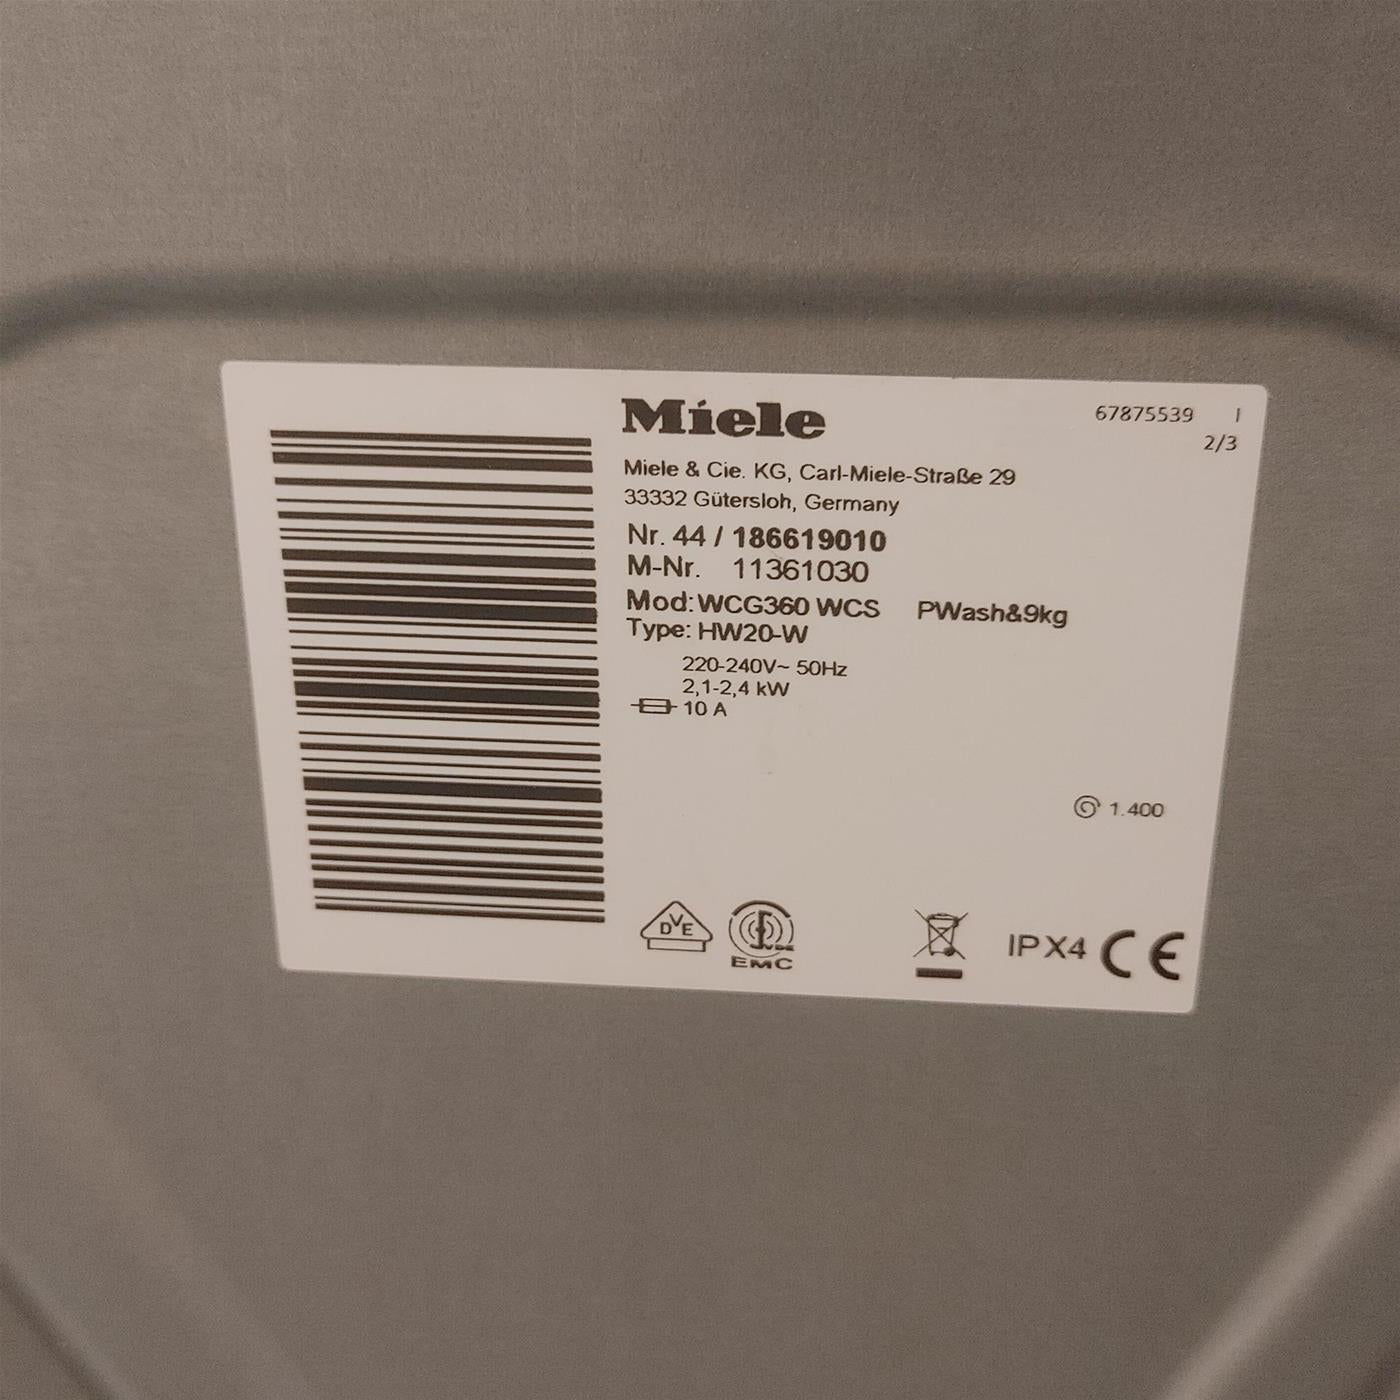 Miele
67875539 I
2/3
Miele & Cie. KG, Carl-Miele-Straße 29
33332 Gütersloh, Germany
Nr. 44 / 186619010
M-Nr. 11361030
Mod: WCG360 WCS PWash&9kg
Type: HW20-W
220-240V~ 50Hz
2,1-2,4 kW
10 A
1.400
DVE
VDE
EMC
IPX4 CE